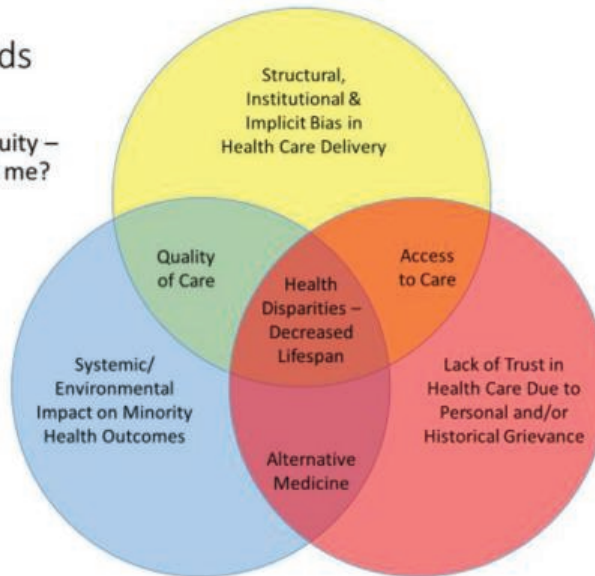 ds
uity –
me?
Structural,
Institutional &
Implicit Bias in
Health Care Delivery
Quality
of Care
Access
to Care
Health
Disparities –
Decreased
Lifespan
Systemic/
Environmental
Impact on Minority
Health Outcomes
Lack of Trust in
Health Care Due to
Personal and/or
Historical Grievance
Alternative
Medicine